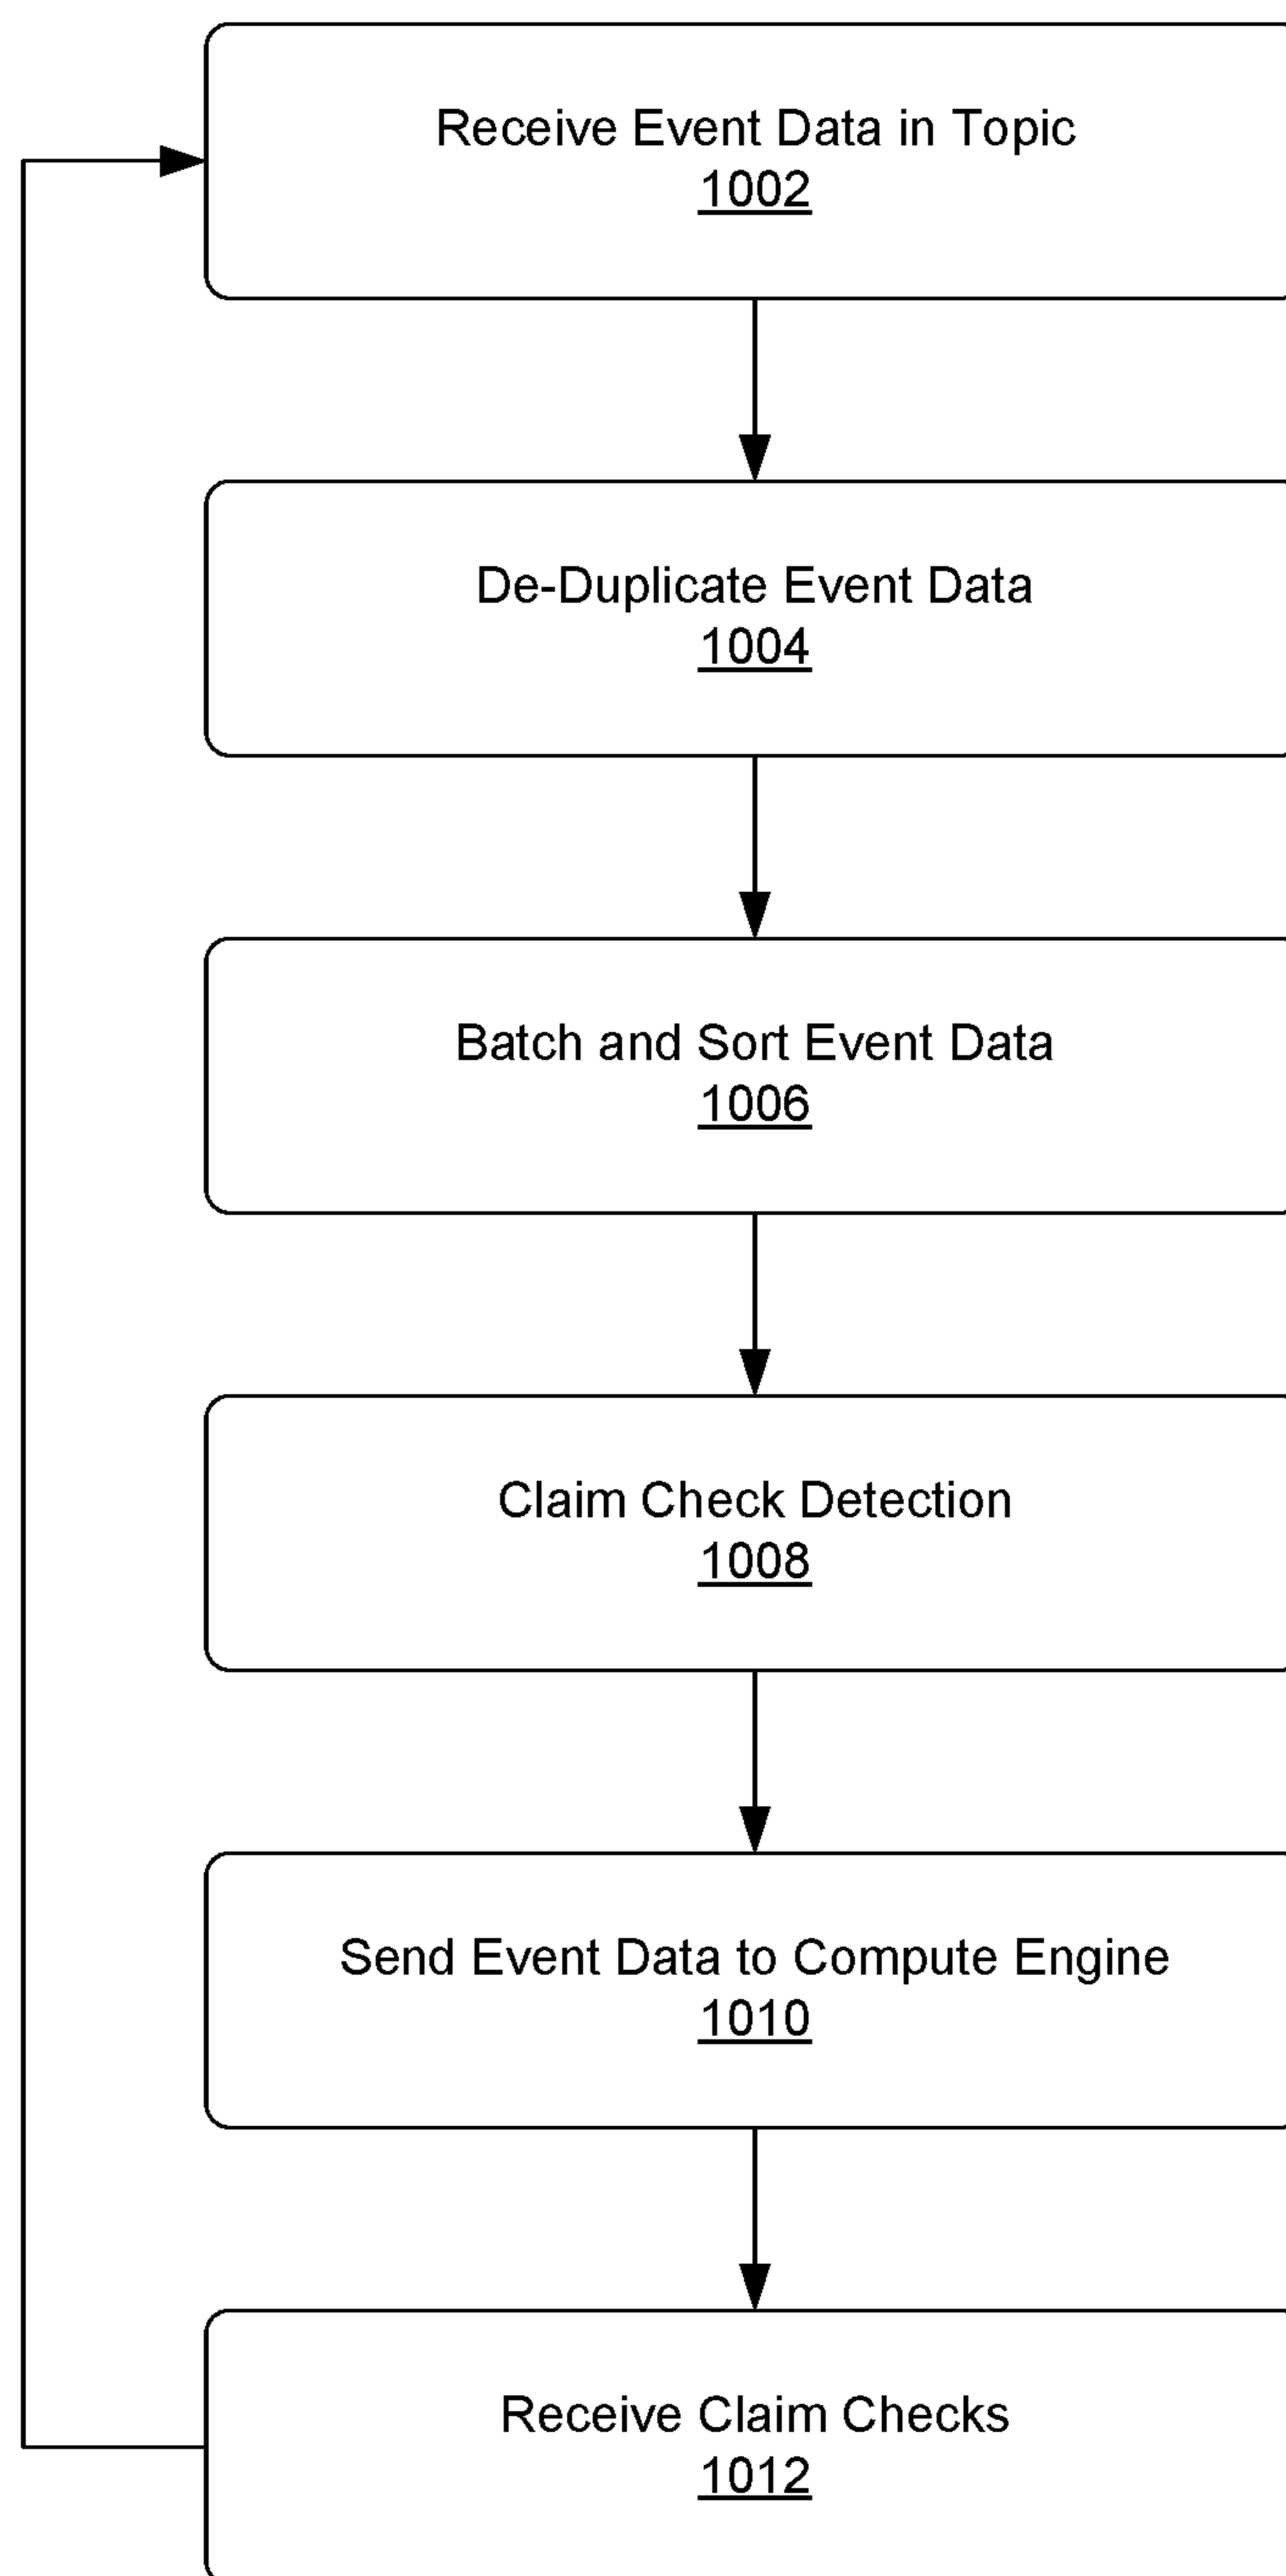 Receive Event Data in Topic
1002
De-Duplicate Event Data
1004
Batch and Sort Event Data
1006
Claim Check Detection
1008
Send Event Data to Compute Engine
1010
Receive Claim Checks
1012